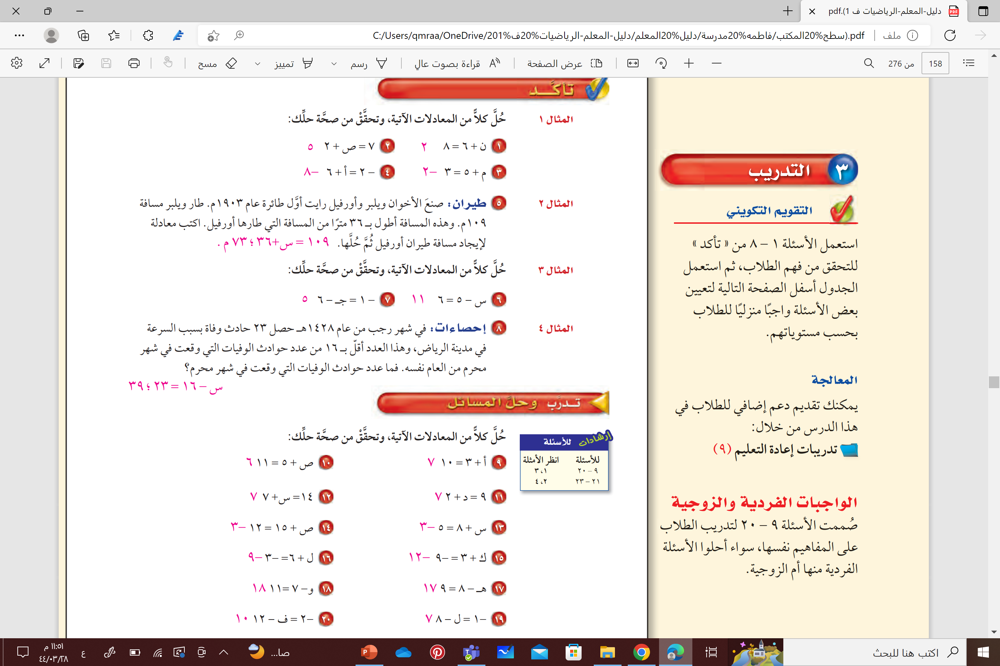 دليل-المعلم-الرياضيات ف 1).pdf
ملف
C:/Users/qmraa/OneDrive/سطح%20المكتب/فاطمه%20مدرسة/دليل%20المعلم/دليل-المعلم-الرياضيات%20ف%201).pdf
158 من 276
عرض الصفحة
قراءة بصوت عالٍ
رسم
تمييز
مسح
تأكَّـــد
المثال ١
حُلَّ كلاًّ من المعادلات الآتية، وتحقَّقْ من صحَّة حلِّك:
١ ن + ٦ = ٨ ٢
٢ ٧ = ص + ٢ ٥
٣ م + ٥ = ٣ –٢
٤ – ٢ = أ + ٦ –٨
المثال ٢
٥ طيران: صنعَ الأخوان ويلبر وأورفيل رايت أوَّل طائرة عام ١٩٠٣م. طار ويلبر مسافة
١٠٩م. وهذه المسافة أطول بـ ٣٦ مترًا من المسافة التي طارها أورفيل. اكتب معادلة
لإيجاد مسافة طيران أورفيل ثُمَّ حُلَّها. ١٠٩ = س+٣٦ ؛ ٧٣ م .
المثال ٣
حُلَّ كلاًّ من المعادلات الآتية، وتحقَّقْ من صحَّة حلِّك:
٦ س – ٥ = ٦ ١١
٧ – ١ = جـ – ٦ ٥
المثال ٤
٨ إحصاءات: في شهر رجب من عام ١٤٢٨هـ حصل ٢٣ حادث وفاة بسبب السرعة
في مدينة الرياض، وهذا العدد أقلّ بـ ١٦ من عدد حوادث الوفيات التي وقعت في شهر
محرم من العام نفسه. فما عدد حوادث الوفيات التي وقعت في شهر محرم؟
س – ١٦ = ٢٣ ؛ ٣٩
تـدرَّب وحلَّ المسائل
حُلَّ كلاًّ من المعادلات الآتية، وتحقَّقْ من صحَّة حلِّك:
إرشادات للأسئلة
للأسئلة انظر الأمثلة
٩ – ٢٠ ١، ٣
٢١ – ٢٣ ٢، ٤
٩ أ + ٣ = ١٠ ٧
١٠ ص + ٥ = ١١ ٦
١١ ٩ = د + ٢ ٧
١٢ ١٤ = س + ٧ ٧
١٣ س + ٨ = ٥ –٣
١٤ ص + ١٥ = ١٢ –٣
١٥ ك + ٣ = –٩ –١٢
١٦ ل + ٦ = –٣ –٩
١٧ هـ – ٨ = ٩ ١٧
١٨ و – ٧ = ١١ ١٨
١٩ –١ = ل – ٨ ٧
٢٠ –٢ = ف – ١٢ ١٠
٣ التدريب
التقويم التكويني
استعمل الأسئلة ١ – ٨ من « تأكد »
للتحقق من فهم الطلاب، ثم استعمل
الجدول أسفل الصفحة التالية لتعيين
بعض الأسئلة واجبًا منزليًا للطلاب
بحسب مستوياتهم.
المعالجة
يمكنك تقديم دعم إضافي للطلاب في
هذا الدرس من خلال:
تدريبات إعادة التعليم (٩)
الواجبات الفردية والزوجية
صُممت الأسئلة ٩ – ٢٠ لتدريب الطلاب
على المفاهيم نفسها، سواء أحلوا الأسئلة
الفردية منها أم الزوجية.
اكتب هنا للبحث
صا...
ع
١١:٥١ م
٤٤/٠٣/٢٨